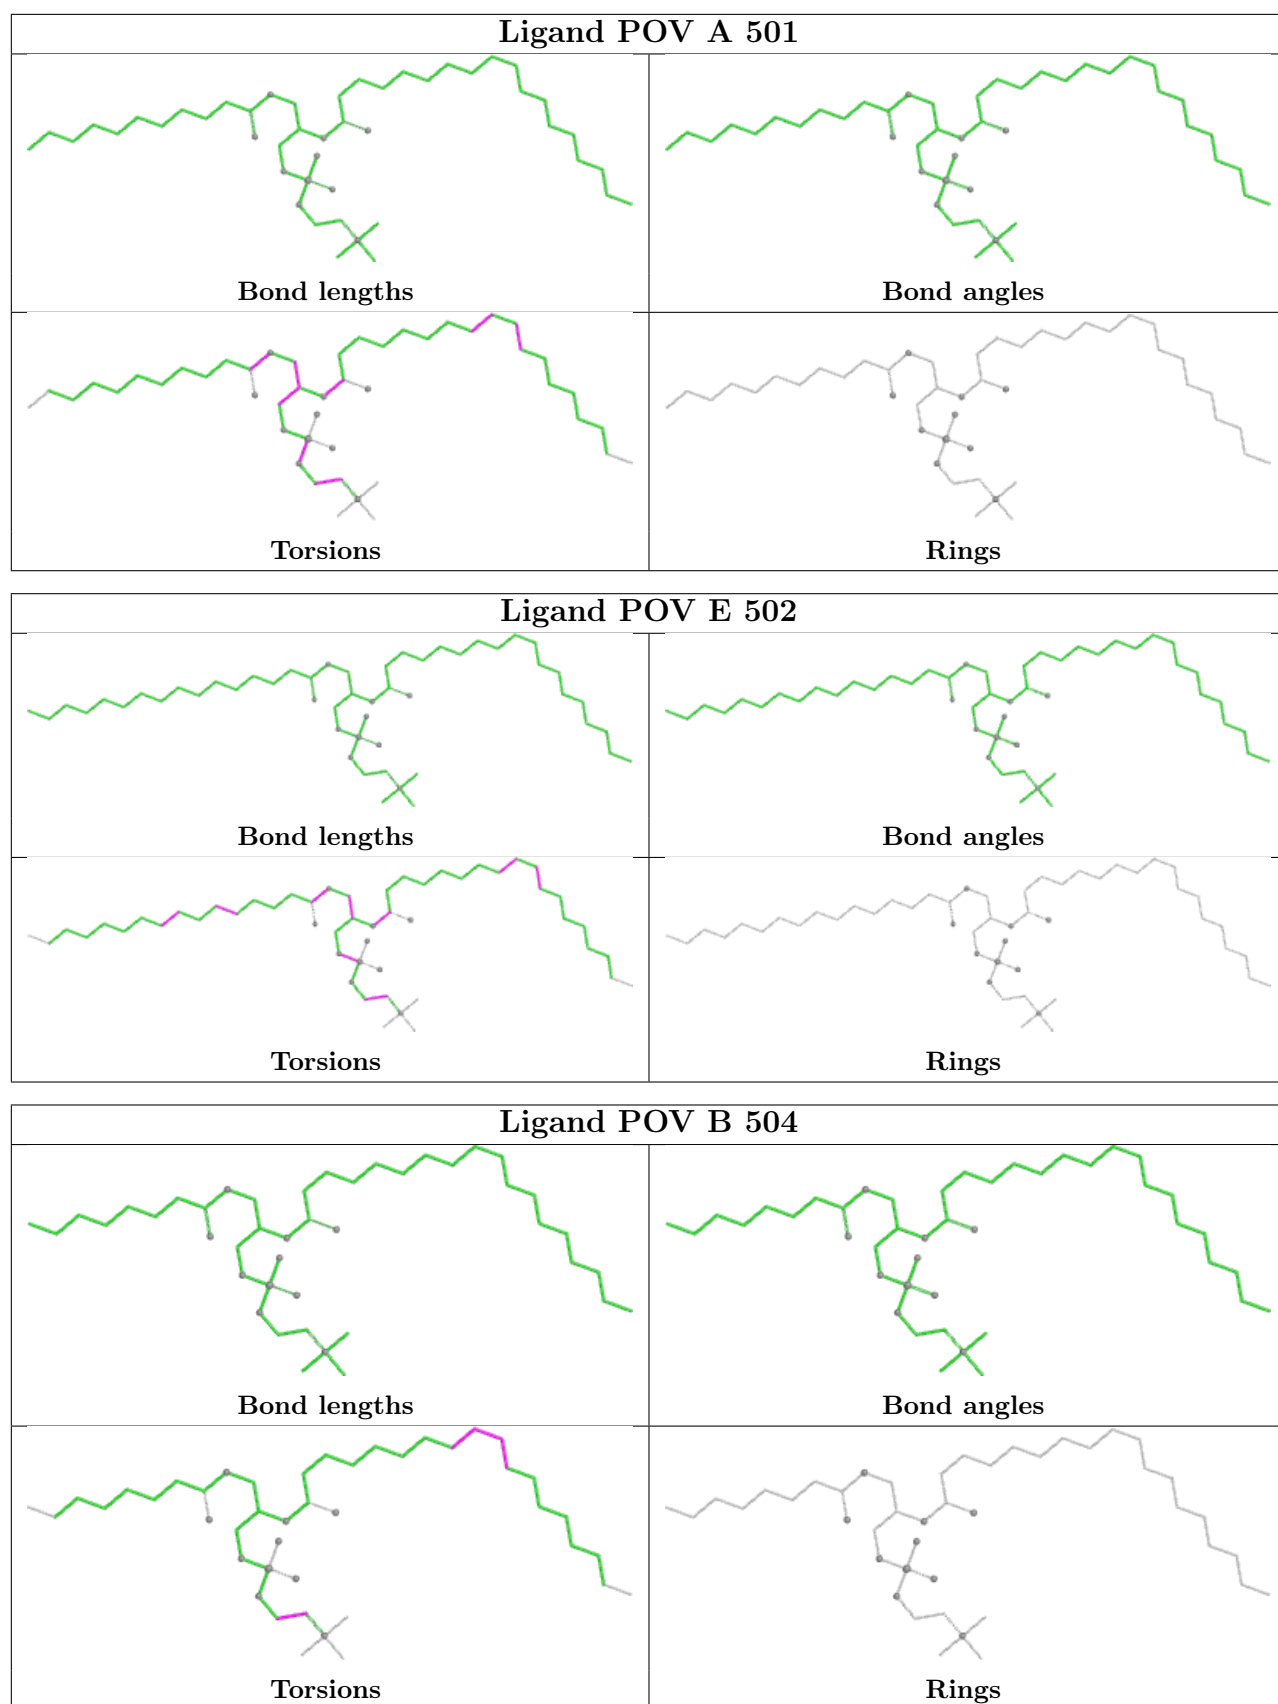 Ligand POV A 501
Bond lengths
Bond angles
Torsions
Rings
Ligand POV E 502
Bond lengths
Bond angles
Torsions
Rings
Ligand POV B 504
Bond lengths
Bond angles
Torsions
Rings